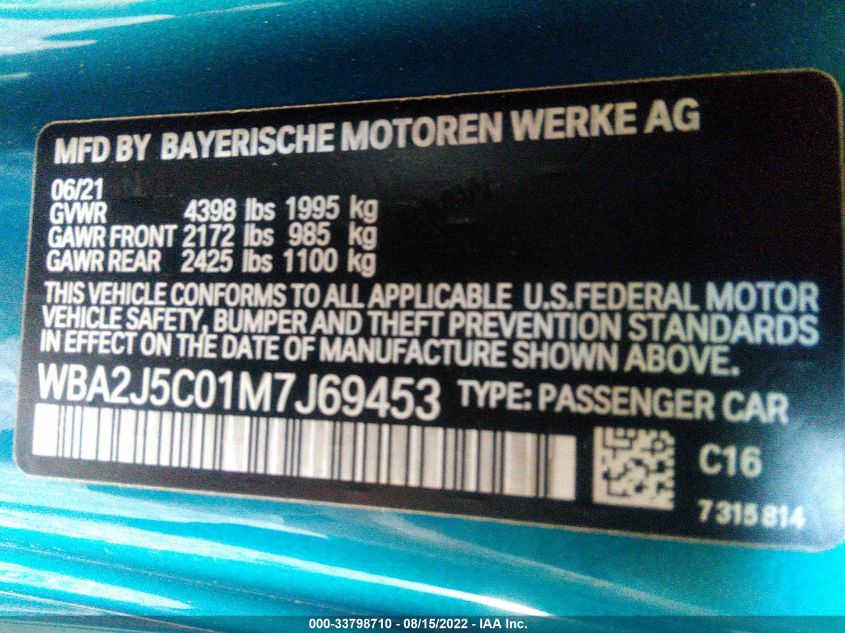 MFD BY BAYERISCHE MOTOREN WERKE AG
06/21
GVWR 4398 lbs 1995 kg
GAWR FRONT 2172 lbs 985 kg
GAWR REAR 2425 lbs 1100 kg
THIS VEHICLE CONFORMS TO ALL APPLICABLE U.S.FEDERAL MOTOR
VEHICLE SAFETY, BUMPER AND THEFT PREVENTION STANDARDS
IN EFFECT ON THE DATE OF MANUFACTURE SHOWN ABOVE.
WBA2J5C01M7J69453 TYPE: PASSENGER CAR
C16
7315814
000-33798710 - 08/15/2022 - IAA Inc.